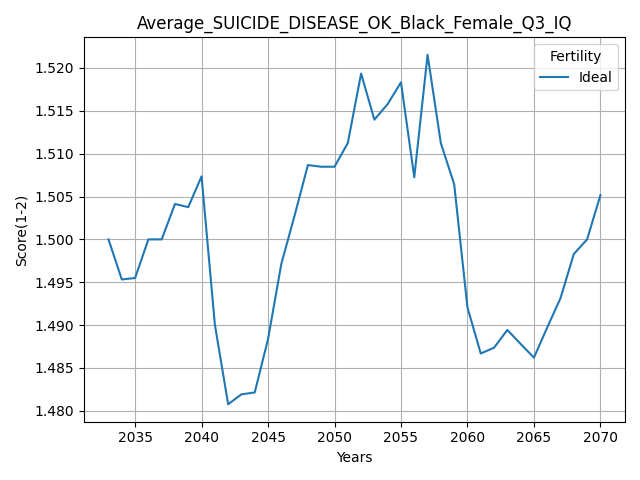 Average_SUICIDE_DISEASE_OK_Black_Female_Q3_IQ
Fertility
Ideal
Score(1-2)
1.520
1.515
1.510
1.505
1.500
1.495
1.490
1.485
1.480
2035 2040 2045 2050 2055 2060 2065 2070
Years